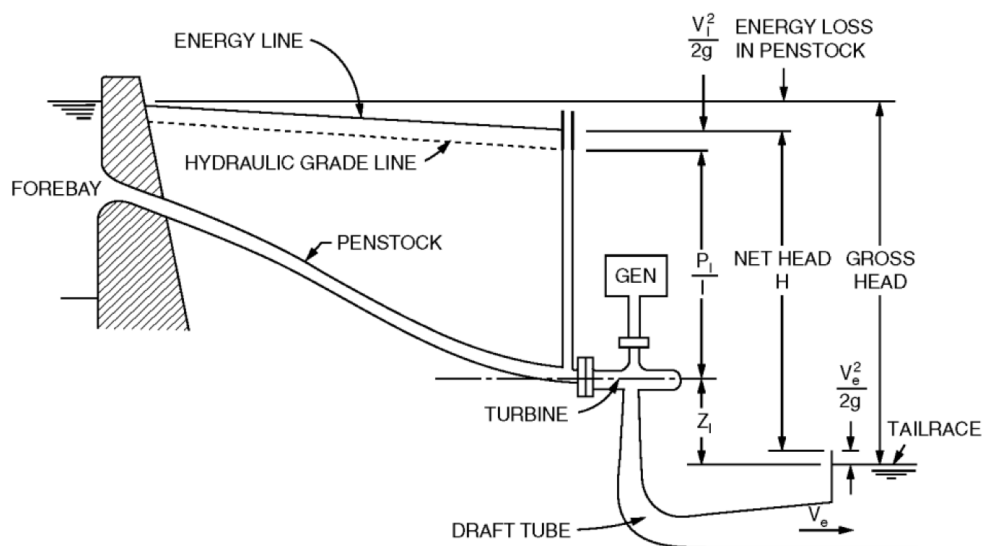 ENERGY LINE
V₁²
2g
ENERGY LOSS
IN PENSTOCK
HYDRAULIC GRADE LINE
FOREBAY
PENSTOCK
GEN
P₁
I
NET HEAD
H
GROSS
HEAD
TURBINE
Z₁
Vₑ²
2g
TAILRACE
DRAFT TUBE
Vₑ